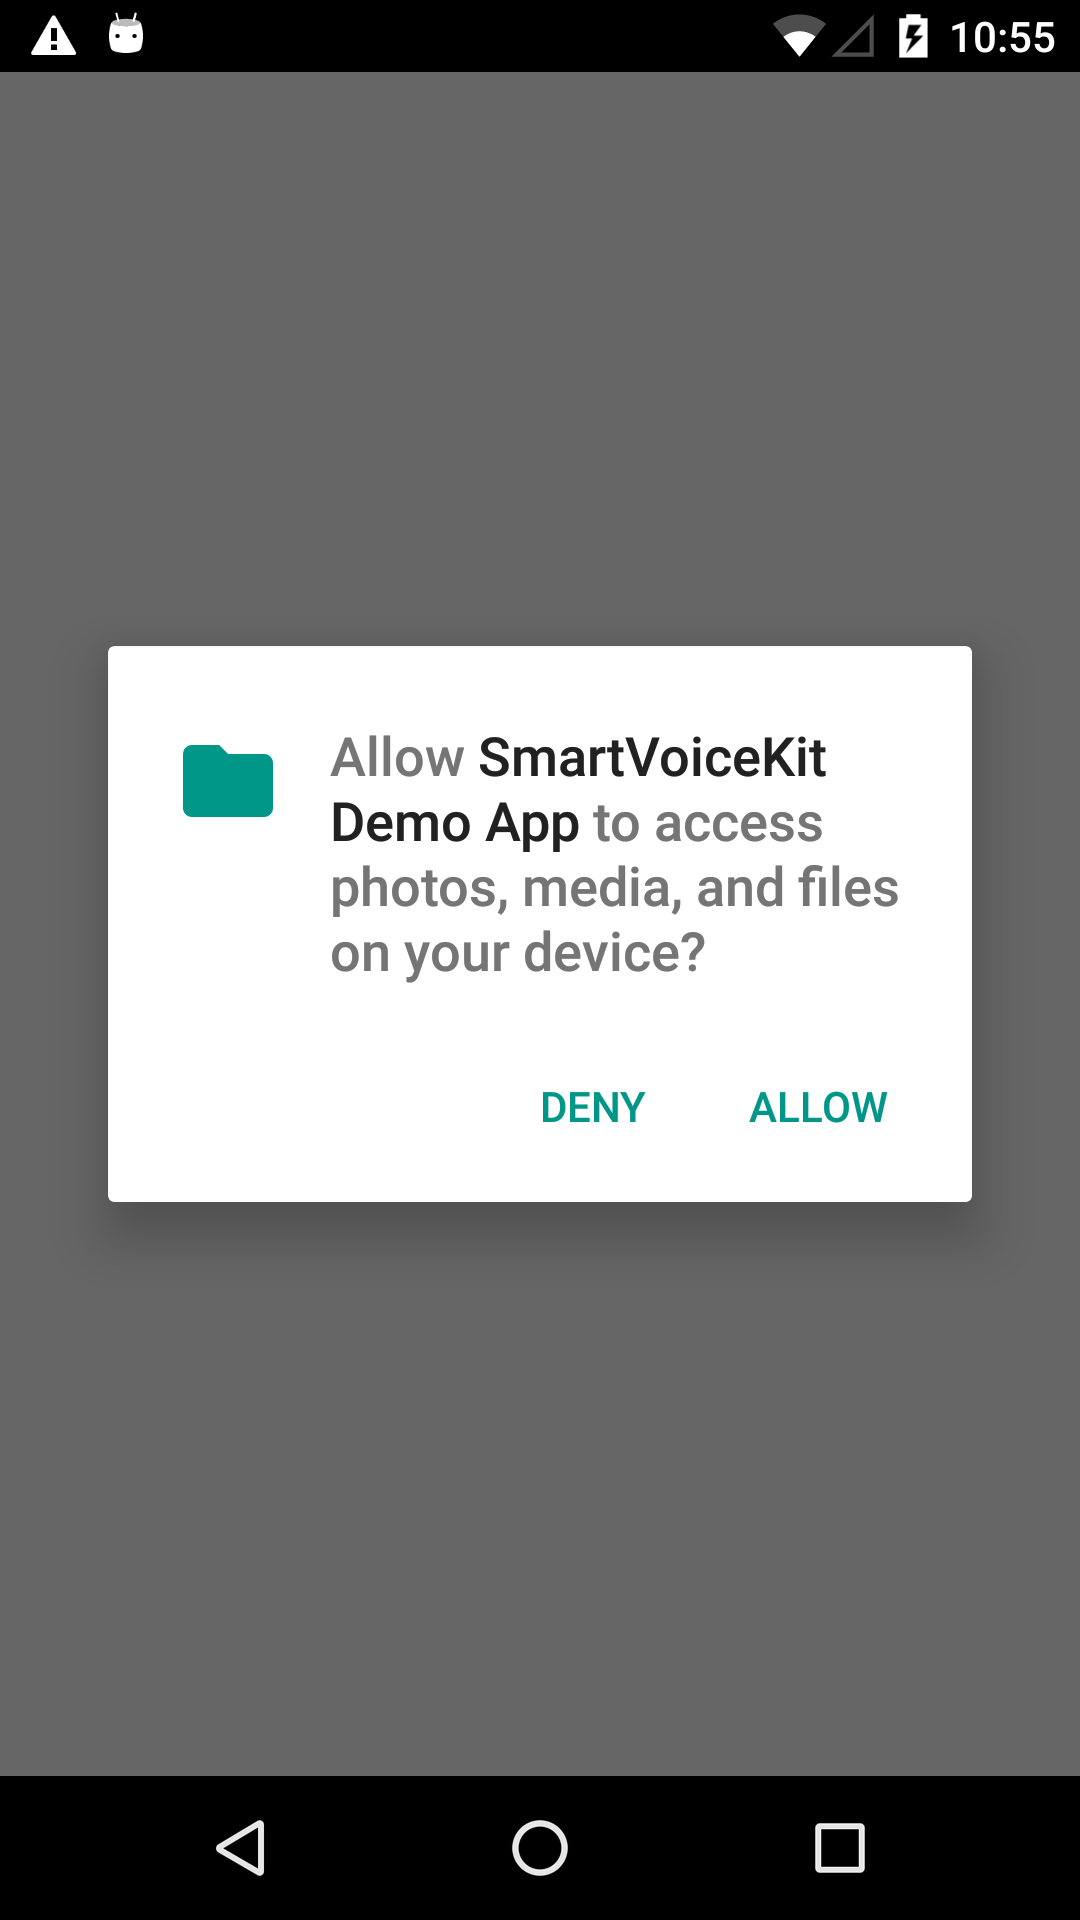 10:55
Allow SmartVoiceKit
Demo App to access
photos, media, and files
on your device?
DENY ALLOW